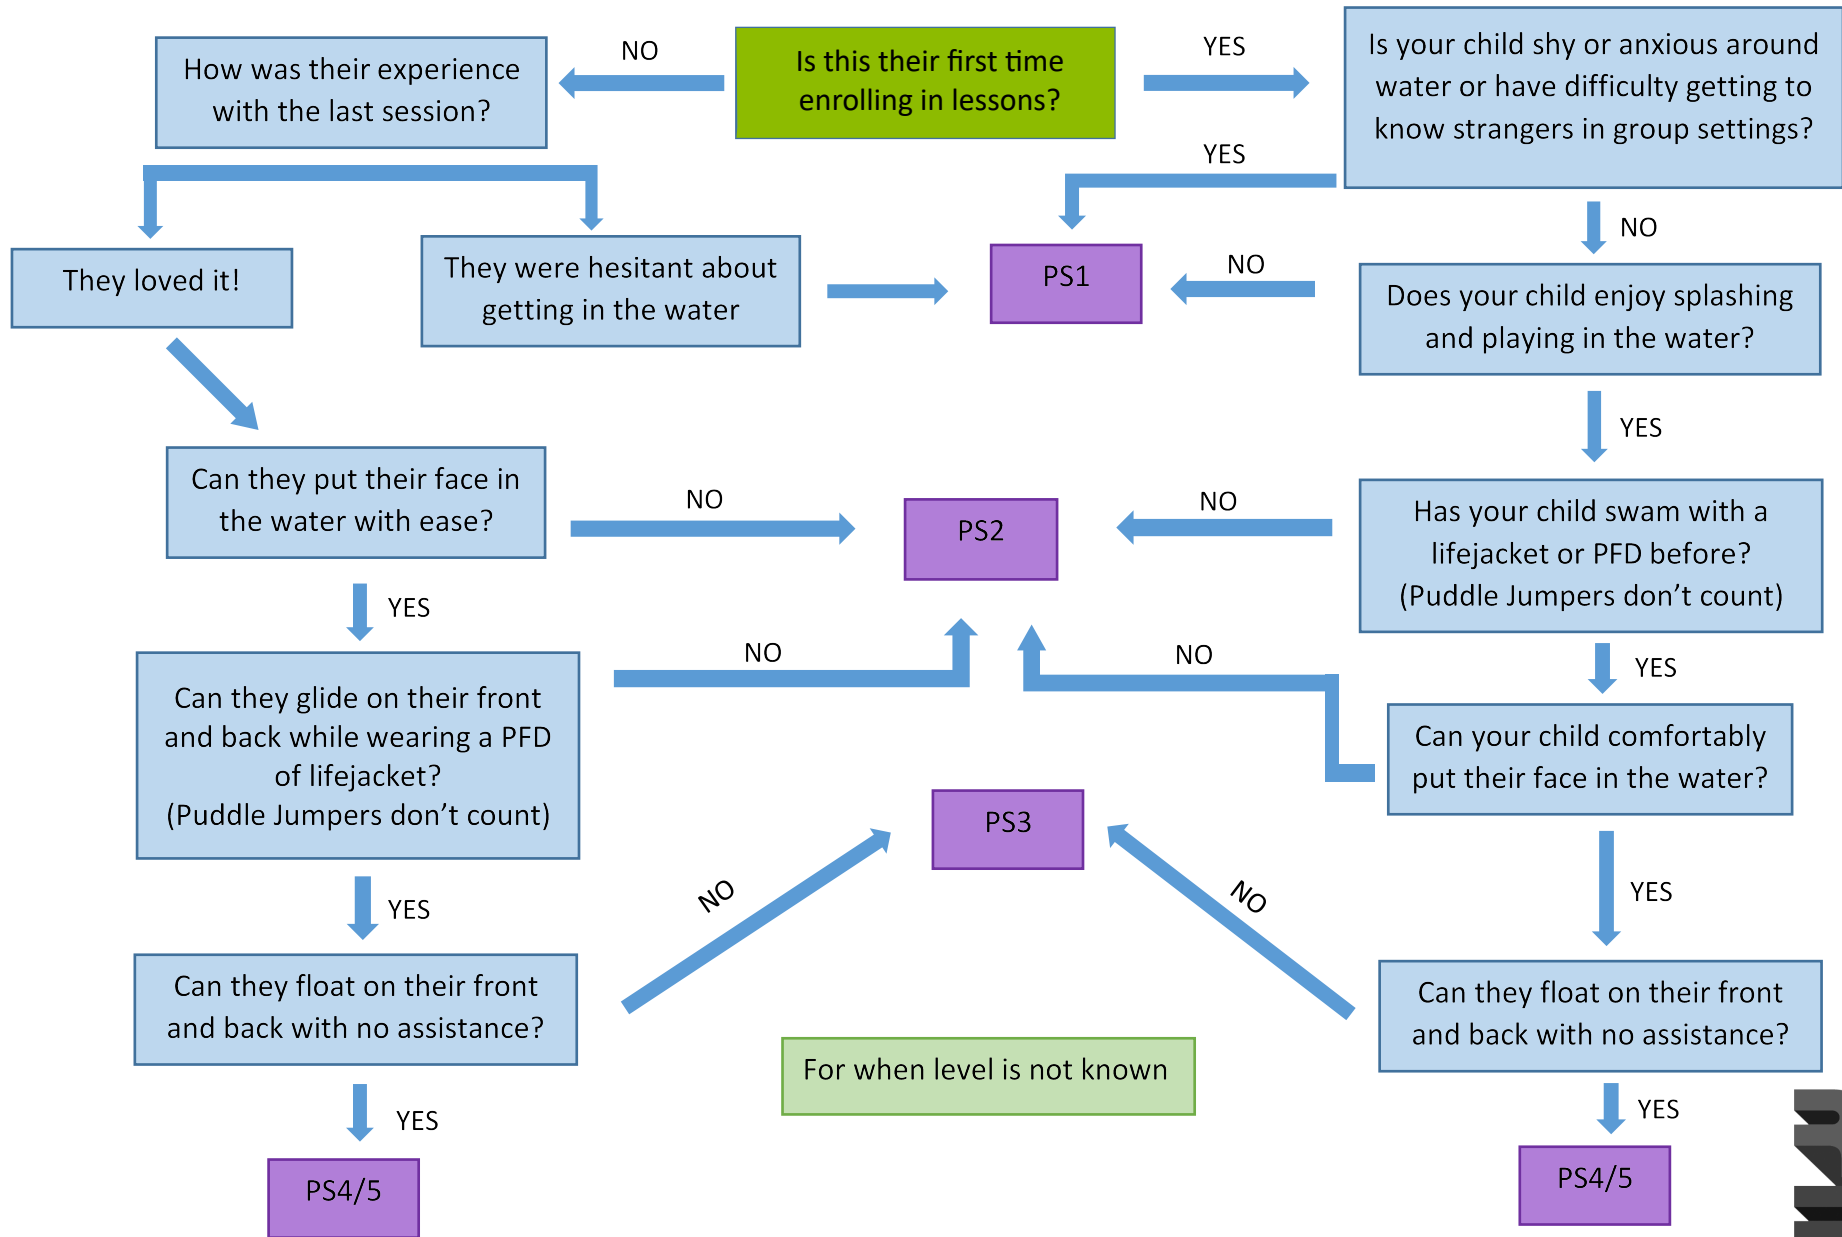 Is this their first time
enrolling in lessons?
NO
YES
How was their experience
with the last session?
Is your child shy or anxious around
water or have difficulty getting to
know strangers in group settings?
YES
NO
They loved it!
They were hesitant about
getting in the water
PS1
NO
Does your child enjoy splashing
and playing in the water?
YES
Can they put their face in
the water with ease?
NO
PS2
NO
Has your child swam with a
lifejacket or PFD before?
(Puddle Jumpers don’t count)
YES
YES
Can they glide on their front
and back while wearing a PFD
of lifejacket?
(Puddle Jumpers don’t count)
NO
NO
Can your child comfortably
put their face in the water?
PS3
YES
NO
NO
YES
Can they float on their front
and back with no assistance?
Can they float on their front
and back with no assistance?
For when level is not known
YES
YES
PS4/5
PS4/5